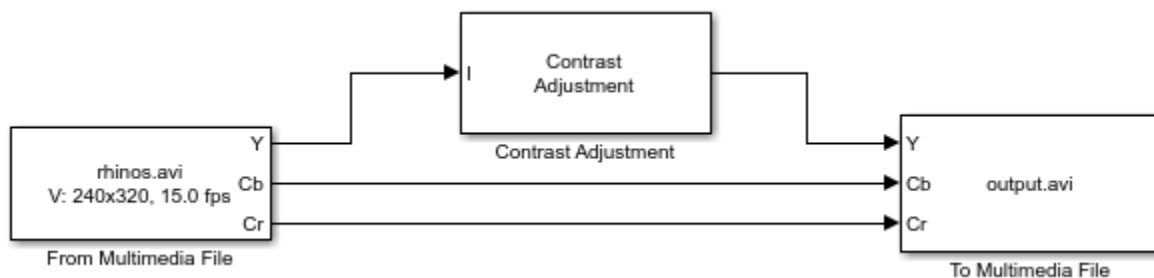 Contrast
Adjustment
I
Contrast Adjustment
rhinos.avi
V: 240x320, 15.0 fps
Y
Cb
Cr
From Multimedia File
Y
Cb
Cr
output.avi
To Multimedia File